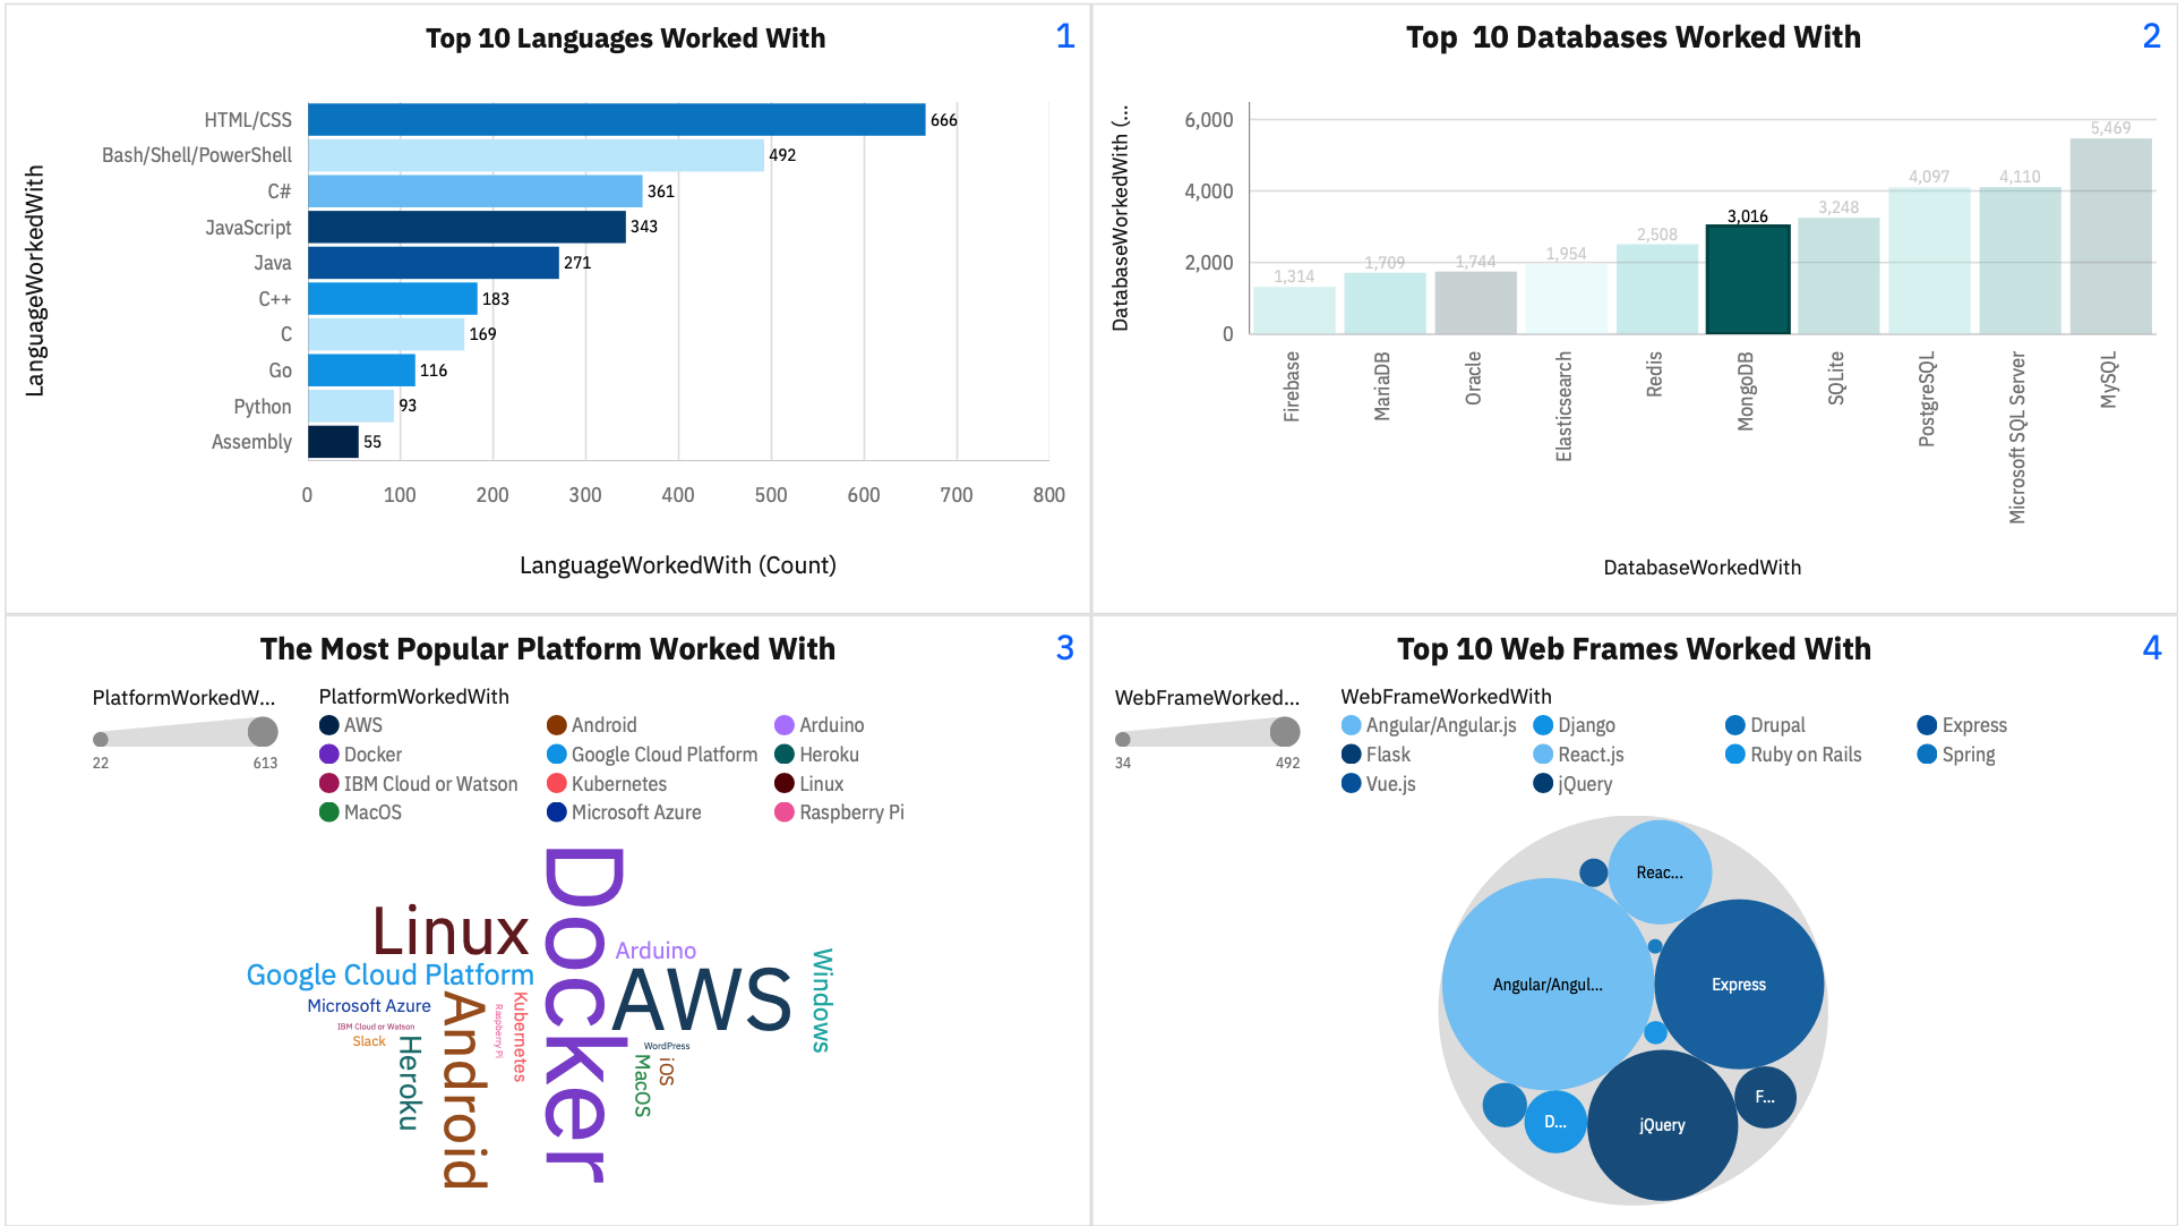 Top 10 Languages Worked With
1
LanguageWorkedWith
HTML/CSS
666
Bash/Shell/PowerShell
492
C#
361
JavaScript
343
Java
271
C++
183
C
169
Go
116
Python
93
Assembly
55
0 100 200 300 400 500 600 700 800
LanguageWorkedWith (Count)
Top 10 Databases Worked With
2
DatabaseWorkedWith (...
6,000
4,000
2,000
0
1,314
1,709
1,744
1,954
2,508
3,016
3,248
4,097
4,110
5,469
Firebase
MariaDB
Oracle
Elasticsearch
Redis
MongoDB
SQLite
PostgreSQL
Microsoft SQL Server
MySQL
DatabaseWorkedWith
The Most Popular Platform Worked With
3
PlatformWorkedW...
22 613
PlatformWorkedWith
AWS Android Arduino
Docker Google Cloud Platform Heroku
IBM Cloud or Watson Kubernetes Linux
MacOS Microsoft Azure Raspberry Pi
Docker
Linux
Arduino
Google Cloud Platform
AWS
Windows
Microsoft Azure
Android
Raspberry Pi
Kubernetes
IBM Cloud or Watson
Slack
Heroku
WordPress
MacOS
iOS
Top 10 Web Frames Worked With
4
WebFrameWorked...
34 492
WebFrameWorkedWith
Angular/Angular.js Django Drupal Express
Flask React.js Ruby on Rails Spring
Vue.js jQuery
Reac...
Angular/Angul...
Express
F...
D...
jQuery